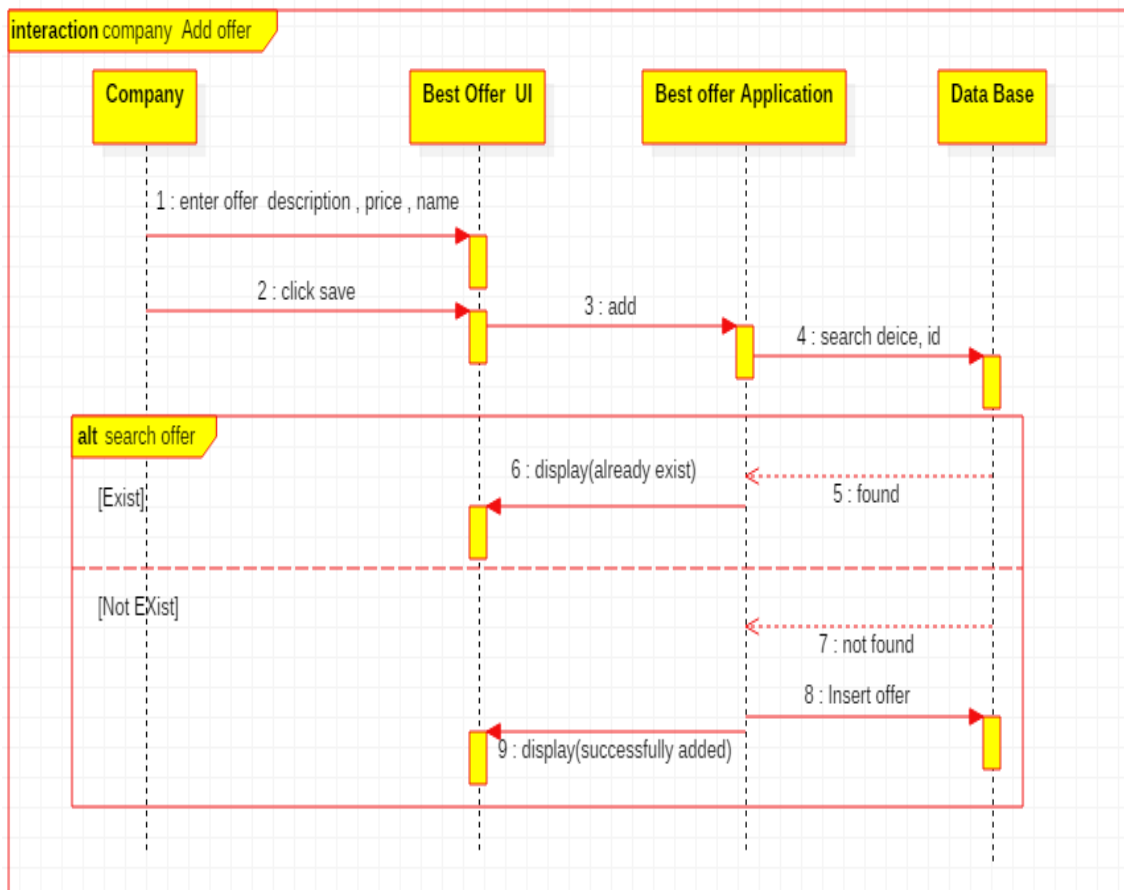 interaction company Add offer
Company
Best Offer UI
Best offer Application
Data Base
1 : enter offer description , price , name
2 : click save
3 : add
4 : search deice, id
alt search offer
6 : display(already exist)
5 : found
[Exist]
[Not EXist]
7 : not found
8 : Insert offer
9 : display(successfully added)